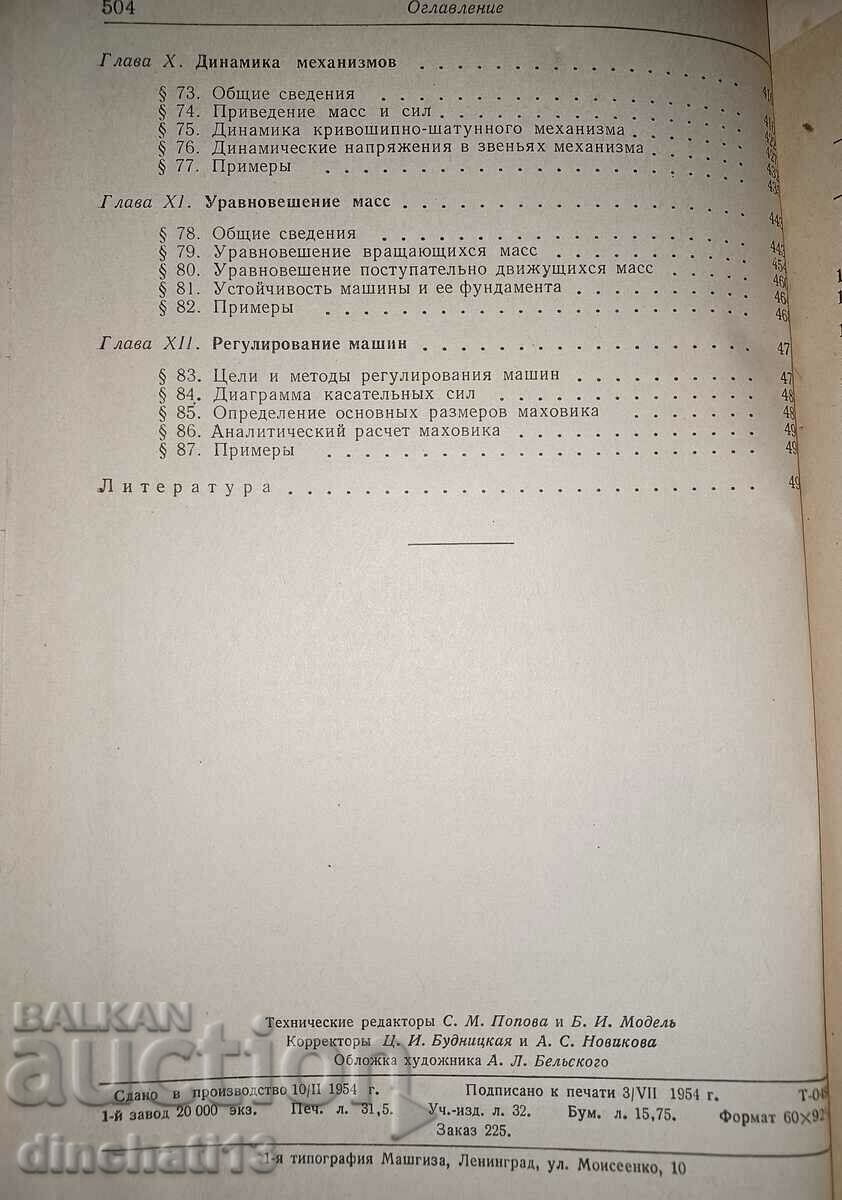 504 Оглавление
Глава X. Динамика механизмов
§ 73. Общие сведения
§ 74. Приведение масс и сил
§ 75. Динамика кривошипно-шатунного механизма
§ 76. Динамические напряжения в звеньях механизма
§ 77. Примеры
Глава XI. Уравновешение масс
§ 78. Общие сведения
§ 79. Уравновешение вращающихся масс
§ 80. Уравновешение поступательно движущихся масс
§ 81. Устойчивость машины и ее фундамента
§ 82. Примеры
Глава XII. Регулирование машин
§ 83. Цели и методы регулирования машин
§ 84. Диаграмма касательных сил
§ 85. Определение основных размеров маховика
§ 86. Аналитический расчет маховика
§ 87. Примеры
Литература
Технические редакторы С. М. Попова и Б. И. Модель
Корректоры Ц. И. Будницкая и А. С. Новикова
Обложка художника А. Л. Бельского
Сдано в производство 10/II 1954 г. Подписано к печати 3/VII 1954 г.
1-й завод 20 000 экз. Печ. л. 31,5. Уч.-изд. л. 32. Бум. л. 15,75. Формат 60×92
Заказ 225.
1-я типография Машгиза, Ленинград, ул. Моисеенко, 10
BALKAN
auction
dinchati13